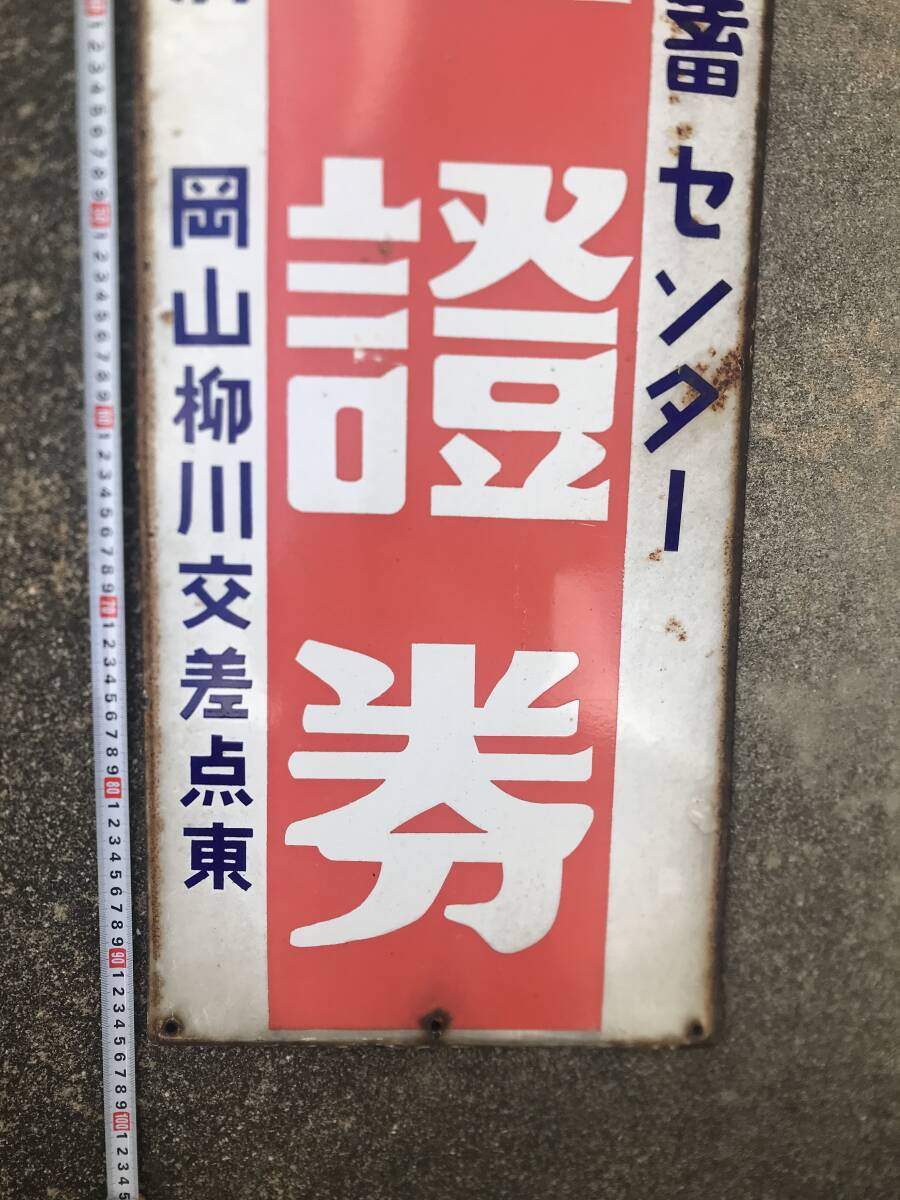 蓄センター
證券
岡山柳川交差点東